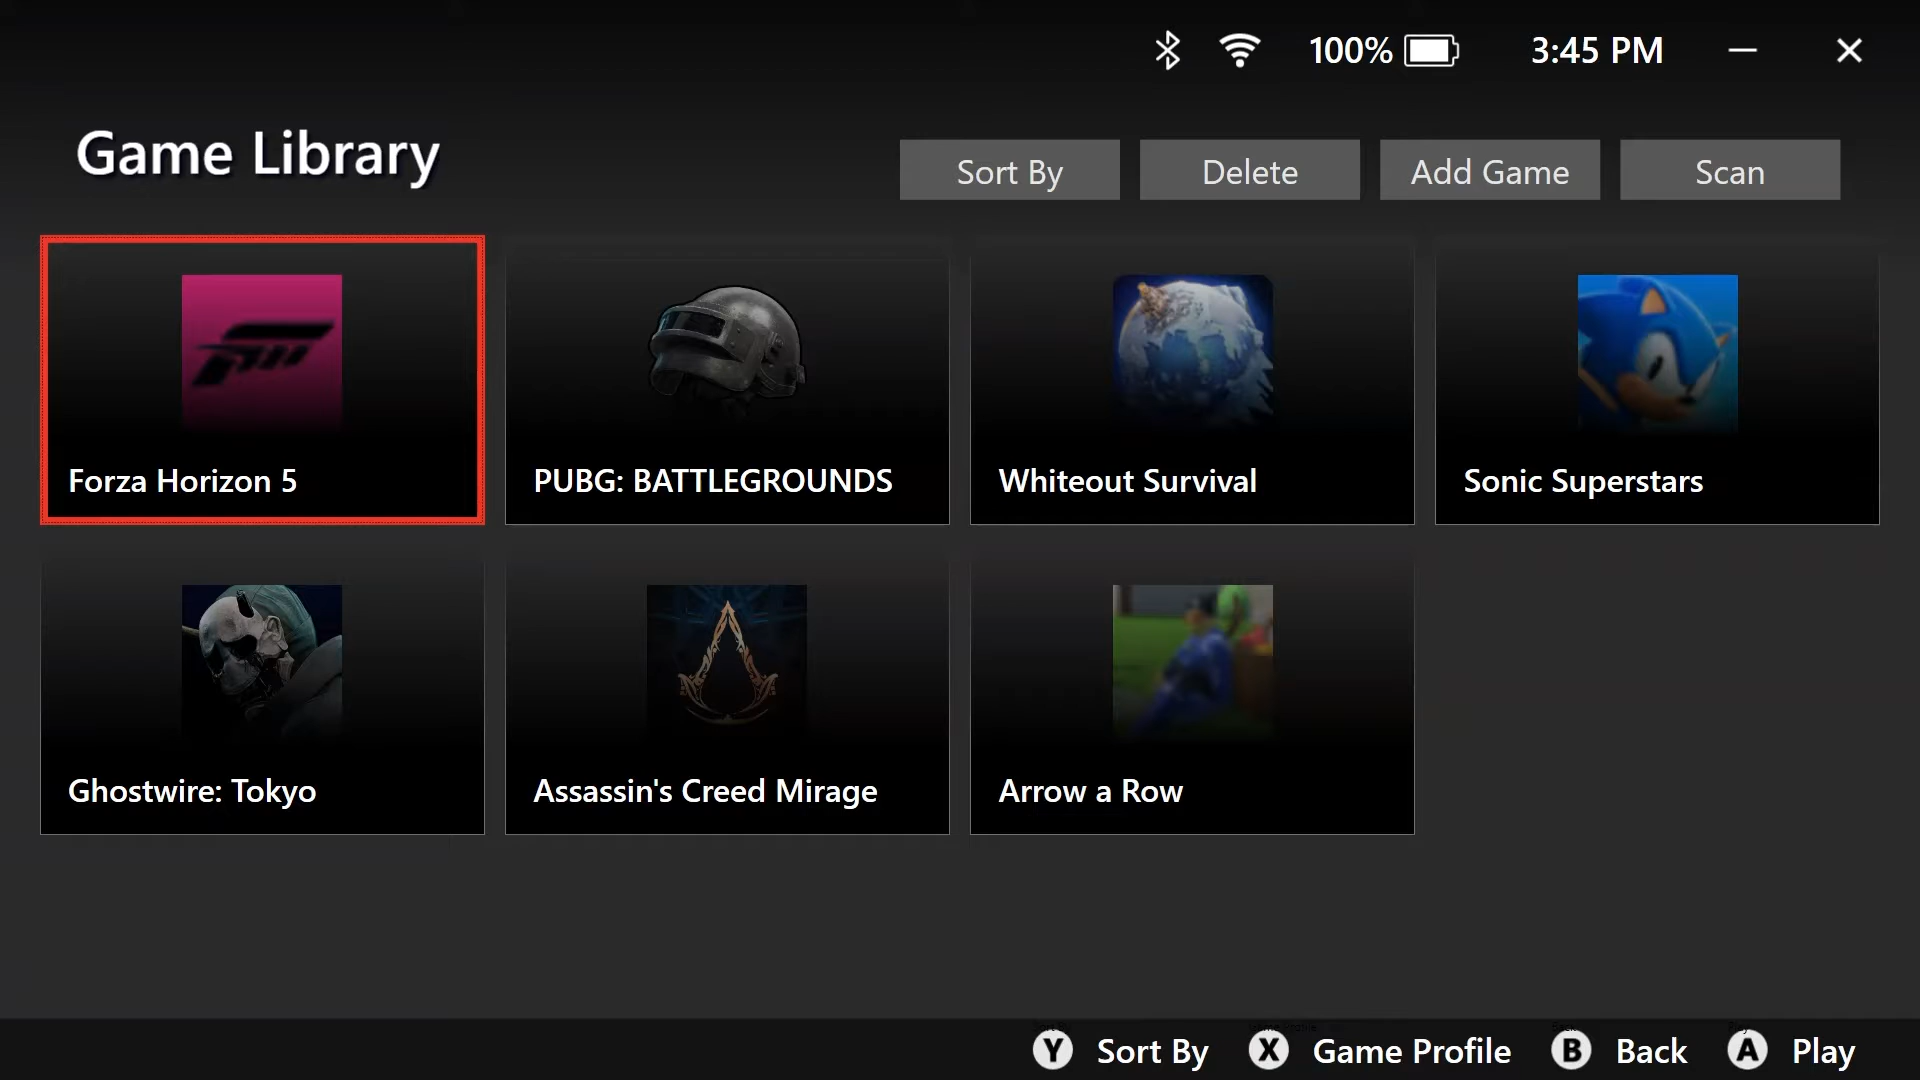 100% 3:45 PM
Game Library
Sort By Delete Add Game Scan
Forza Horizon 5 PUBG: BATTLEGROUNDS Whiteout Survival Sonic Superstars
Ghostwire: Tokyo Assassin's Creed Mirage Arrow a Row
Y Sort By X Game Profile B Back A Play